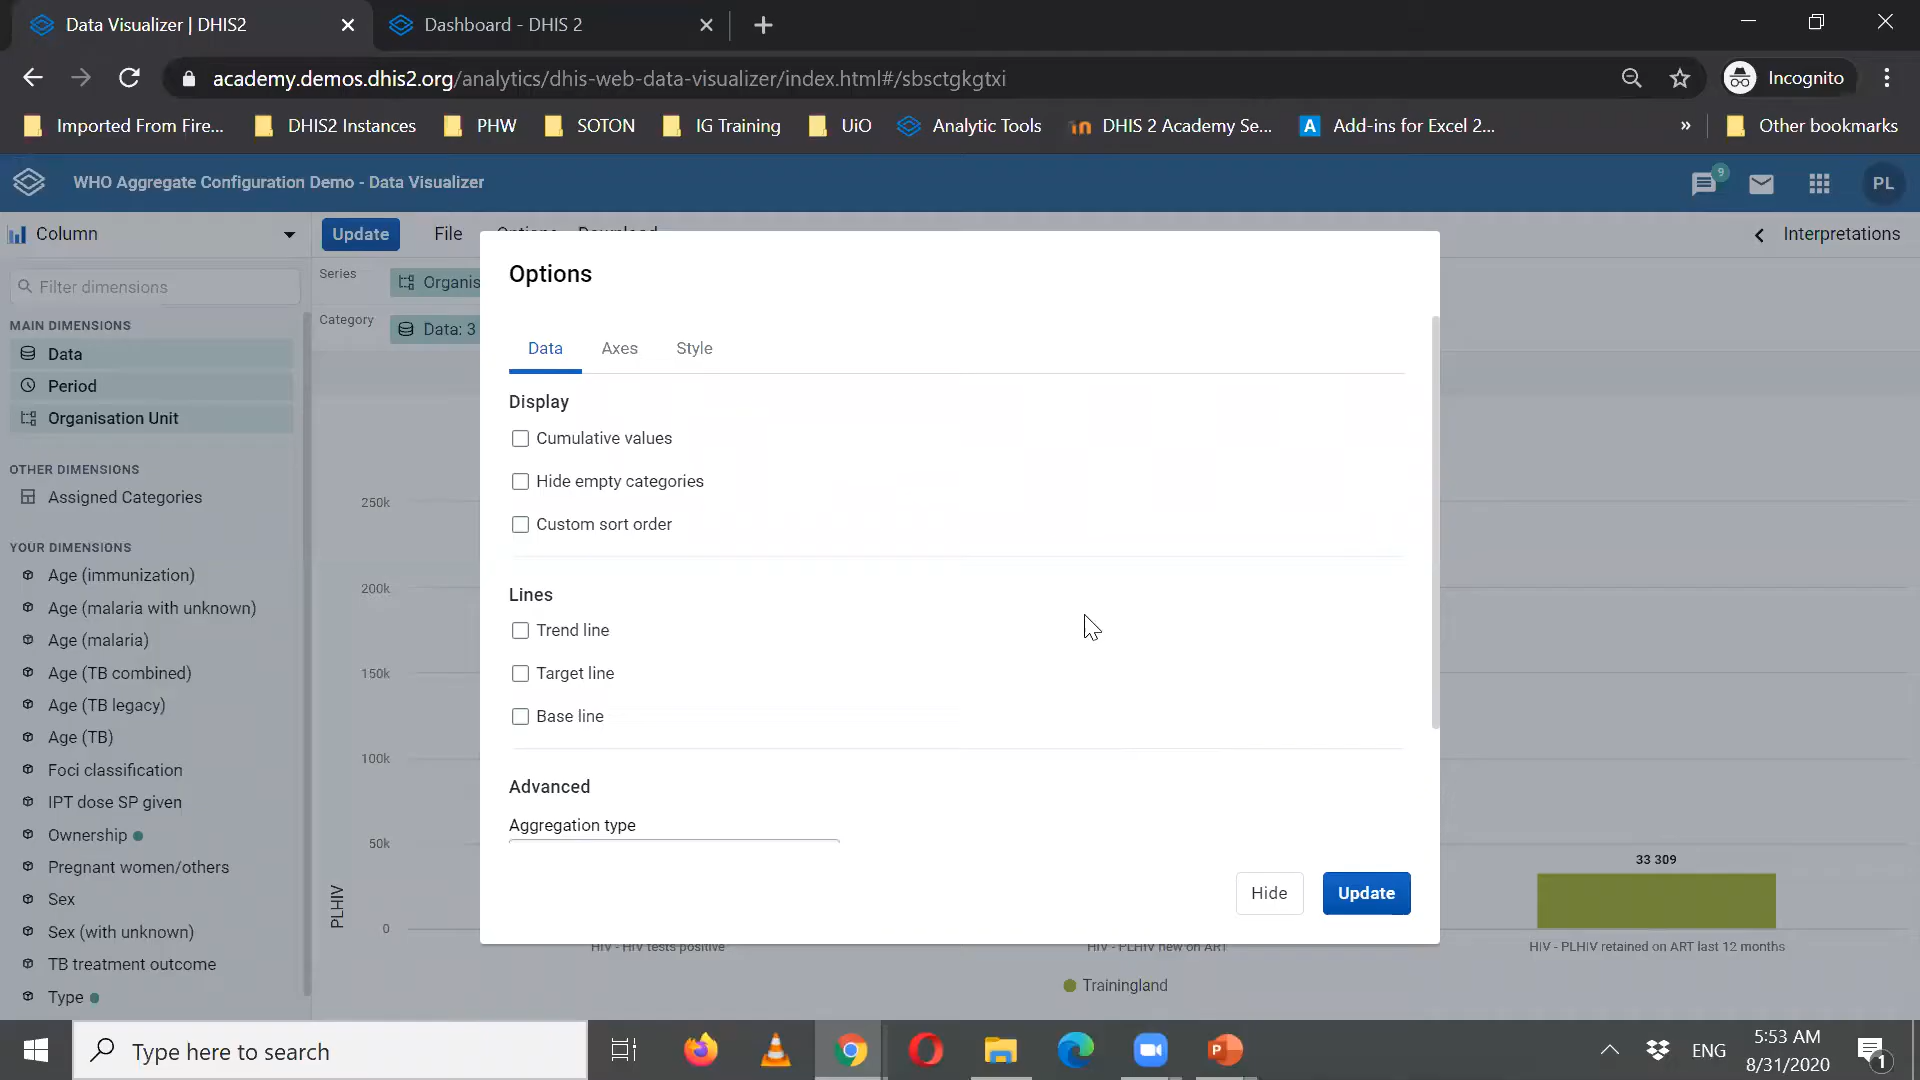 Data Visualizer | DHIS2
Dashboard - DHIS 2
academy.demos.dhis2.org/analytics/dhis-web-data-visualizer/index.html#/sbsctgkgtxi
Incognito
Imported From Fire...
DHIS2 Instances
PHW
SOTON
IG Training
UiO
Analytic Tools
DHIS 2 Academy Se...
Add-ins for Excel 2...
»
Other bookmarks
WHO Aggregate Configuration Demo - Data Visualizer
9
PL
Column
Update
File
Options
Download
Interpretations
Filter dimensions
Series
Organis
Category
Data: 3
MAIN DIMENSIONS
Data
Period
Organisation Unit
OTHER DIMENSIONS
Assigned Categories
YOUR DIMENSIONS
Age (immunization)
Age (malaria with unknown)
Age (malaria)
Age (TB combined)
Age (TB legacy)
Age (TB)
Foci classification
IPT dose SP given
Ownership
Pregnant women/others
Sex
Sex (with unknown)
TB treatment outcome
Type
250k
200k
150k
100k
50k
0
PLHIV
Options
Data
Axes
Style
Display
Cumulative values
Hide empty categories
Custom sort order
Lines
Trend line
Target line
Base line
Advanced
Aggregation type
Hide
Update
33 309
HIV - HIV tests positive
HIV - PLHIV new on ART
HIV - PLHIV retained on ART last 12 months
Trainingland
Type here to search
ENG
5:53 AM
8/31/2020
1